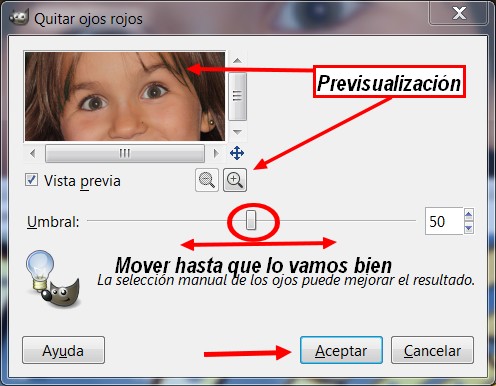 Quitar ojos rojos
Previsualización
Vista previa
Umbral:
50
Mover hasta que lo vamos bien
La selección manual de los ojos puede mejorar el resultado.
Ayuda
Aceptar
Cancelar